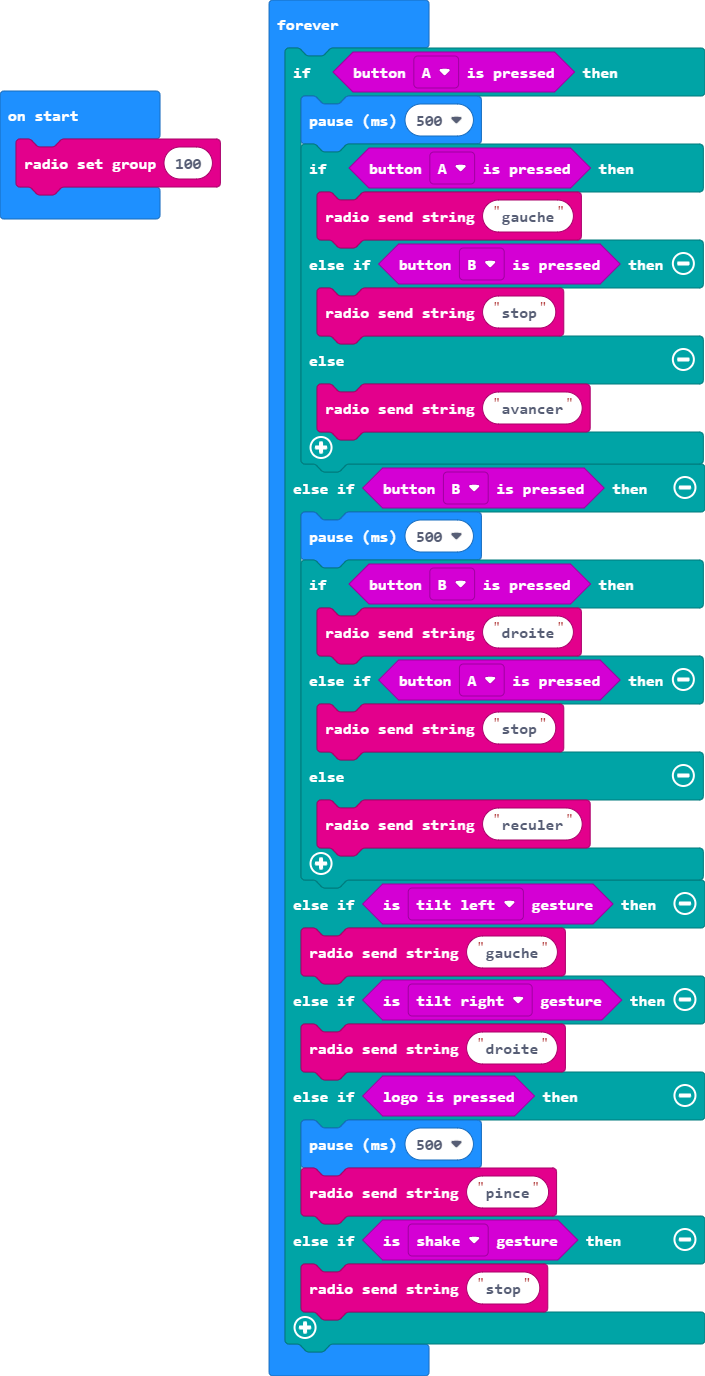 on start
radio set group 100
forever
if button A is pressed then
pause (ms) 500
if button A is pressed then
radio send string "gauche"
else if button B is pressed then
radio send string "stop"
else
radio send string "avancer"
else if button B is pressed then
pause (ms) 500
if button B is pressed then
radio send string "droite"
else if button A is pressed then
radio send string "stop"
else
radio send string "reculer"
else if is tilt left gesture then
radio send string "gauche"
else if is tilt right gesture then
radio send string "droite"
else if logo is pressed then
pause (ms) 500
radio send string "pince"
else if is shake gesture then
radio send string "stop"